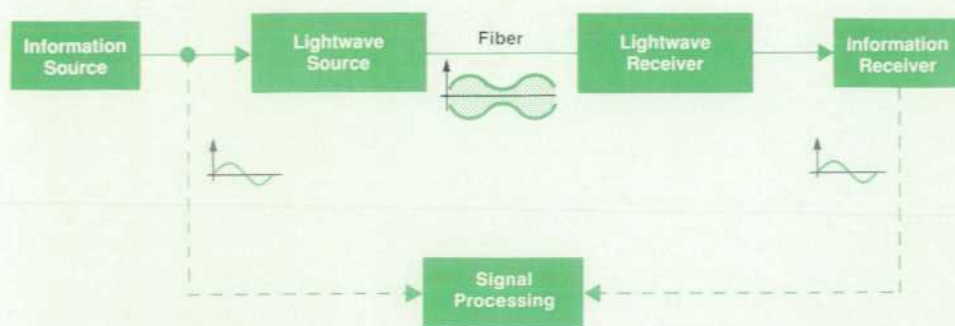 Information
Source
Lightwave
Source
Fiber
Lightwave
Receiver
Information
Receiver
Signal
Processing